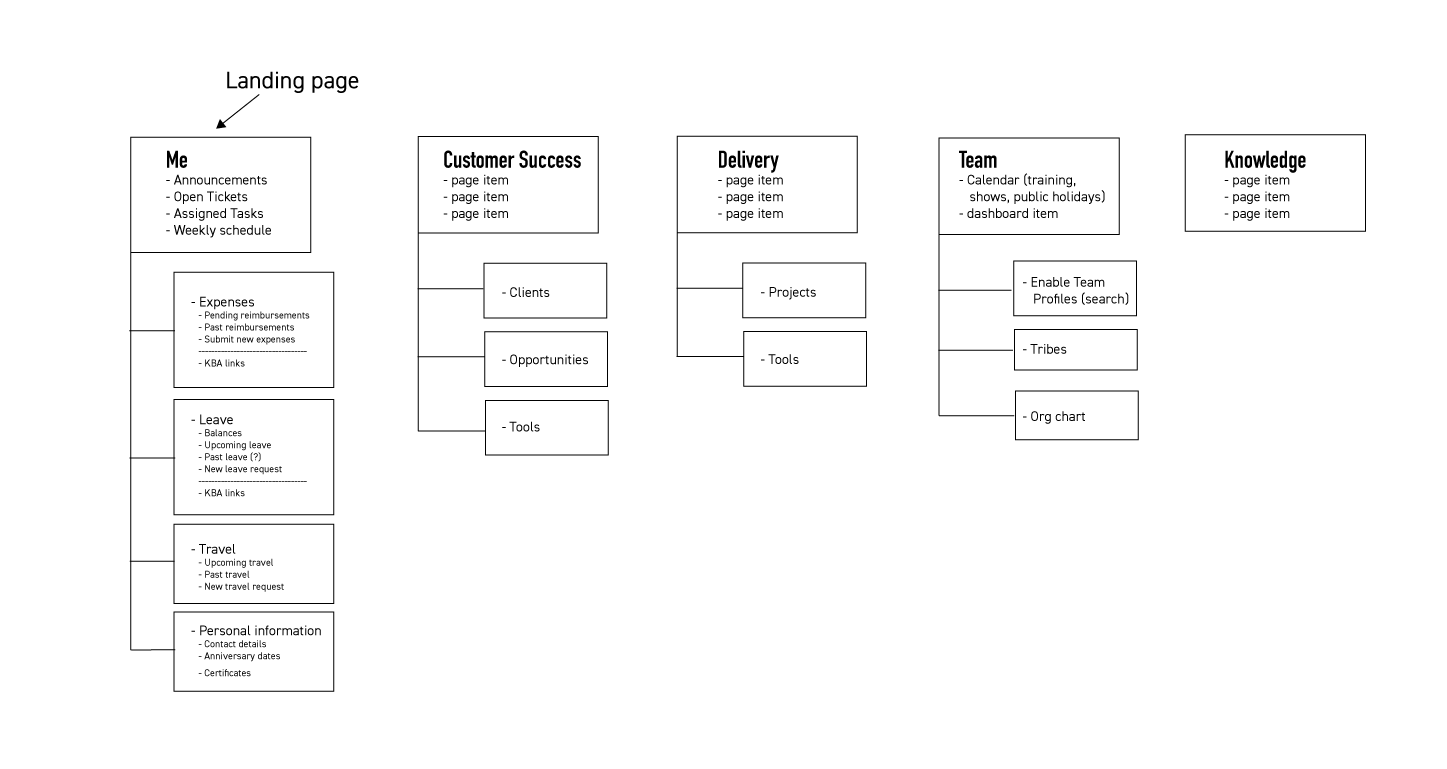 Landing page
Me
- Announcements
- Open Tickets
- Assigned Tasks
- Weekly schedule
- Expenses
- Pending reimbursements
- Past reimbursements
- Submit new expenses
-----------------------------------
- KBA links
- Leave
- Balances
- Upcoming leave
- Past leave (?)
- New leave request
-----------------------------------
- KBA links
- Travel
- Upcoming travel
- Past travel
- New travel request
- Personal information
- Contact details
- Anniversary dates
- Certificates
Customer Success
- page item
- page item
- page item
- Clients
- Opportunities
- Tools
Delivery
- page item
- page item
- page item
- Projects
- Tools
Team
- Calendar (training,
shows, public holidays)
- dashboard item
- Enable Team
Profiles (search)
- Tribes
- Org chart
Knowledge
- page item
- page item
- page item